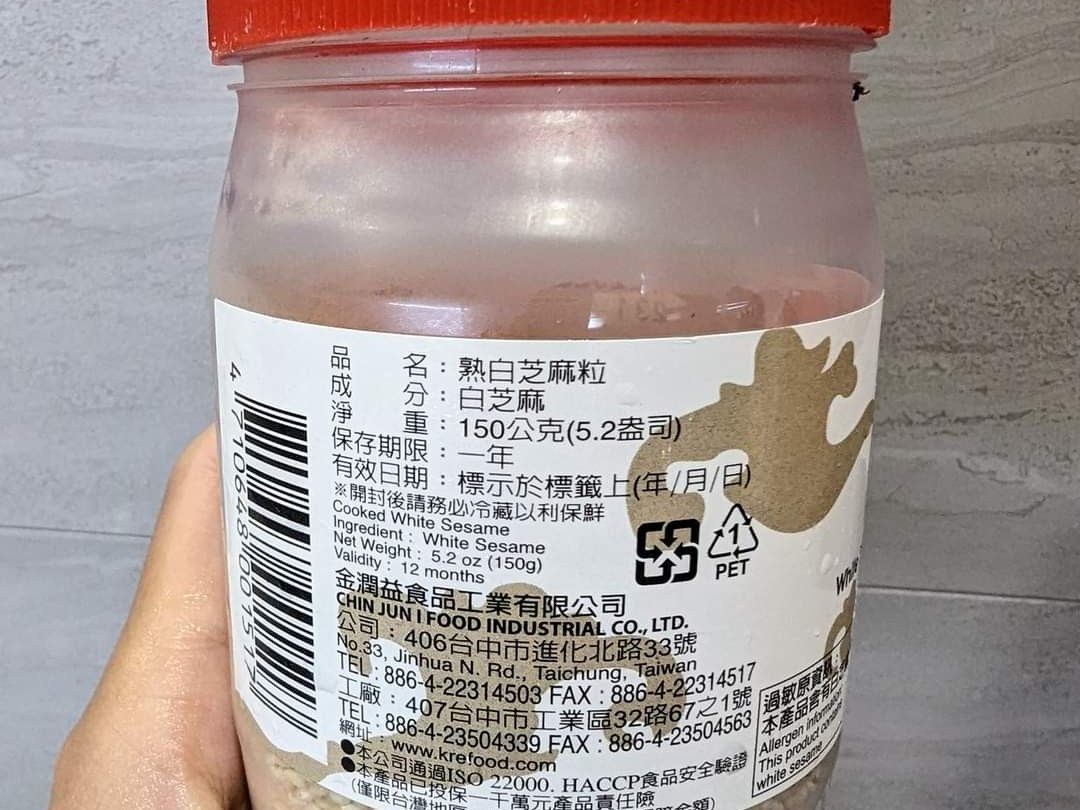 品 名：熟白芝麻粒
成 分：白芝麻
淨 重：150公克(5.2盎司)
保存期限：一年
有效日期：標示於標籤上(年/月/日)
※開封後請務必冷藏以利保鮮
Cooked White Sesame
Ingredient : White Sesame
Net Weight : 5.2 oz (150g)
Validity : 12 months
金潤益食品工業有限公司
CHIN JUN I FOOD INDUSTRIAL CO., LTD.
公司：406台中市進化北路33號
No.33, Jinhua N. Rd., Taichung, Taiwan
TEL : 886-4-22314503 FAX : 886-4-22314517
工廠：407台中市工業區32路67之1號
TEL : 886-4-23504339 FAX : 886-4-23504563
網址：www.krefood.com
●本公司通過ISO 22000. HACCP食品安全驗證
●本產品已投保一千萬元產品責任險
(僅限台灣地區
4 710648 001517
1
PET
過敏原資訊：
本產品含有白
Allergen information
This product contains
white sesame